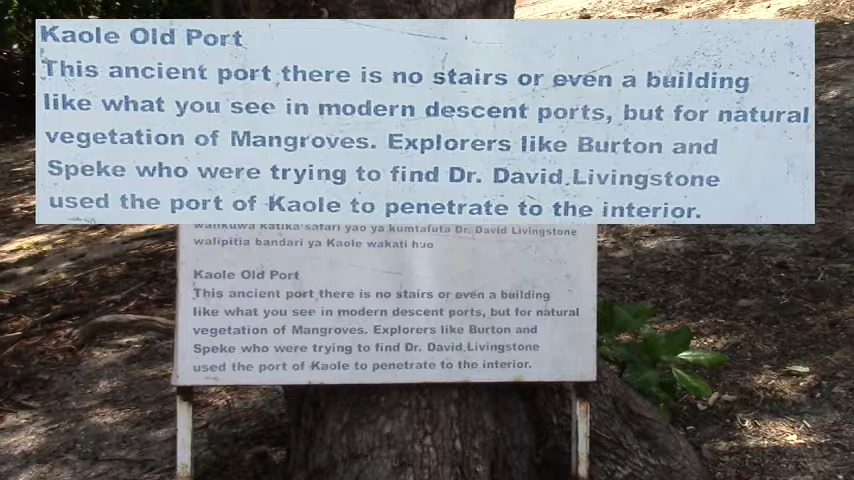 Kaole Old Port
This ancient port there is no stairs or even a building
like what you see in modern descent ports, but for natural
vegetation of Mangroves. Explorers like Burton and
Speke who were trying to find Dr. David Livingstone
used the port of Kaole to penetrate to the interior.
wankuwa katika safari yao ya kumtafuta Dr. David Livingstone
walipitia bandari ya Kaole wakati huo
Kaole Old Port
This ancient port there is no stairs or even a building
like what you see in modern descent ports, but for natural
vegetation of Mangroves. Explorers like Burton and
Speke who were trying to find Dr. David Livingstone
used the port of Kaole to penetrate to the interior.